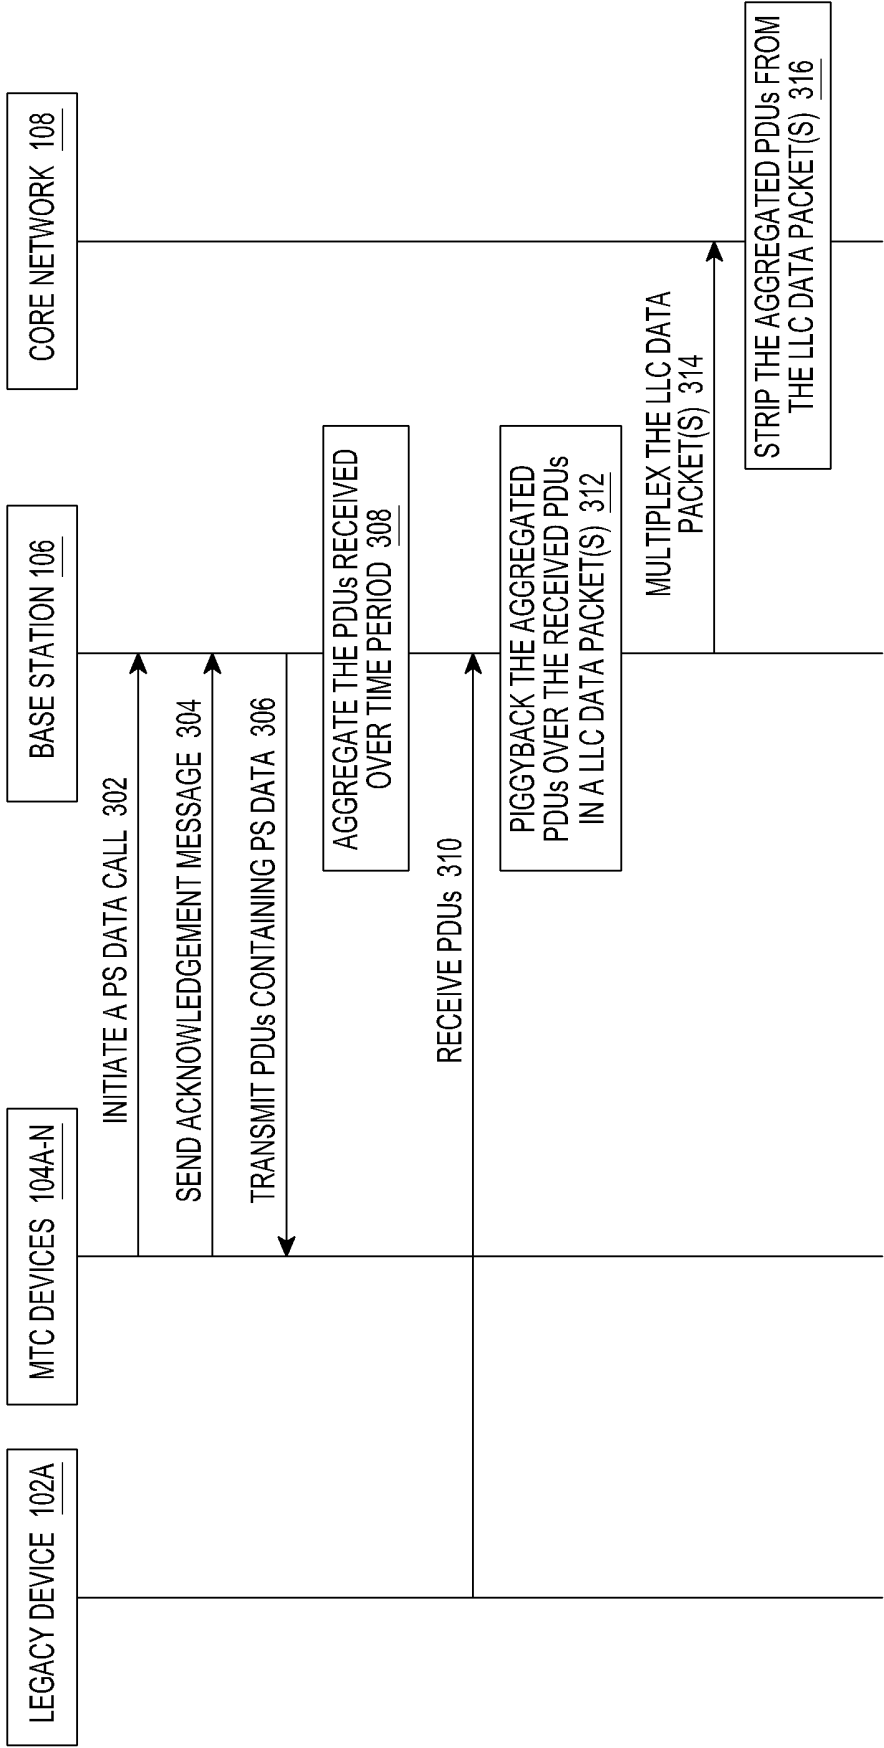 LEGACY DEVICE 102A
MTC DEVICES 104A-N
BASE STATION 106
CORE NETWORK 108
INITIATE A PS DATA CALL 302
SEND ACKNOWLEDGEMENT MESSAGE 304
TRANSMIT PDUs CONTAINING PS DATA 306
AGGREGATE THE PDUs RECEIVED
OVER TIME PERIOD 308
RECEIVE PDUs 310
PIGGYBACK THE AGGREGATED
PDUs OVER THE RECEIVED PDUs
IN A LLC DATA PACKET(S) 312
MULTIPLEX THE LLC DATA
PACKET(S) 314
STRIP THE AGGREGATED PDUs FROM
THE LLC DATA PACKET(S) 316